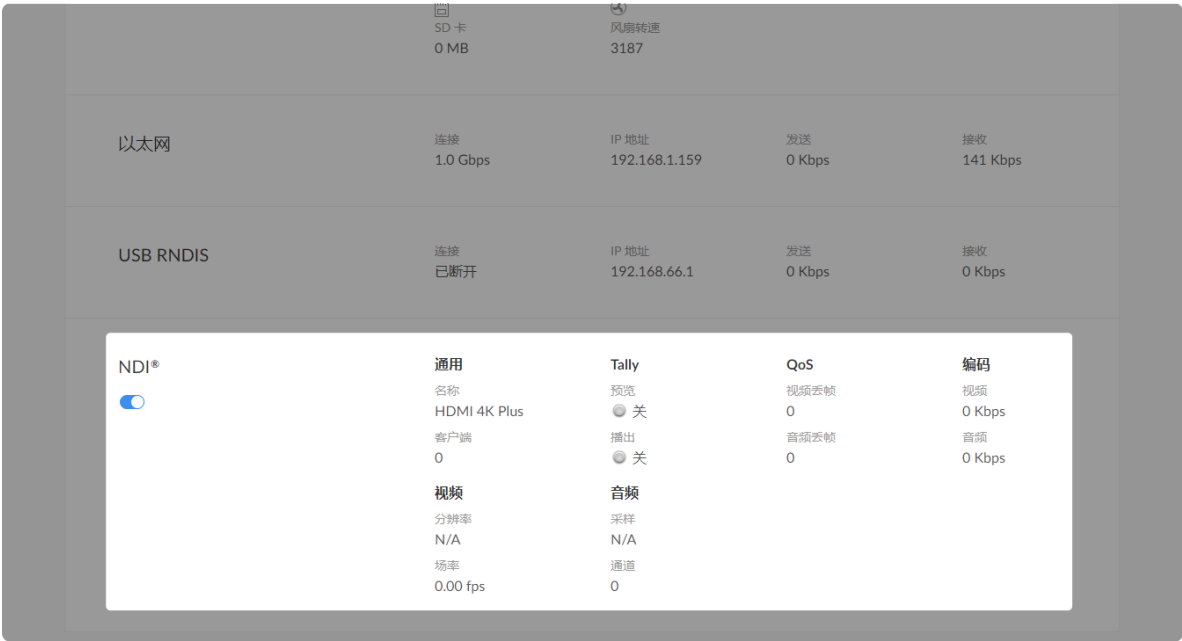 SD 卡
风扇转速
0 MB
3187
以太网
连接
IP 地址
发送
接收
1.0 Gbps
192.168.1.159
0 Kbps
141 Kbps
USB RNDIS
连接
IP 地址
发送
接收
已断开
192.168.66.1
0 Kbps
0 Kbps
NDI®
通用
Tally
QoS
编码
名称
预览
视频丢帧
视频
HDMI 4K Plus
关
0
0 Kbps
客户端
播出
音频丢帧
音频
0
关
0
0 Kbps
视频
音频
分辨率
采样
N/A
N/A
场率
通道
0.00 fps
0